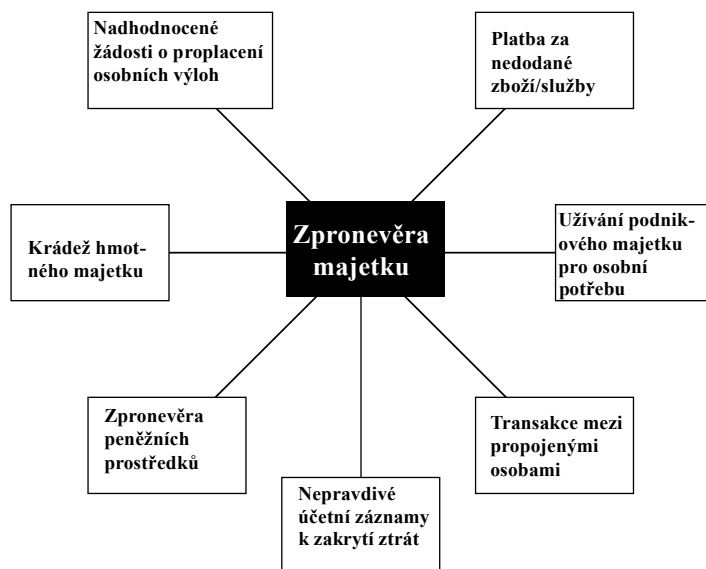 Nadhodnocené
žádosti o proplacení
osobních výloh
Platba za
nedodané
zboží/služby
Krádež hmot-
ného majetku
Zpronevěra
majetku
Užívání podnik-
ového majetku
pro osobní
potřebu
Zpronevěra
peněžních
prostředků
Nepravdivé
účetní záznamy
k zakrytí ztrát
Transakce mezi
propojenými
osobami